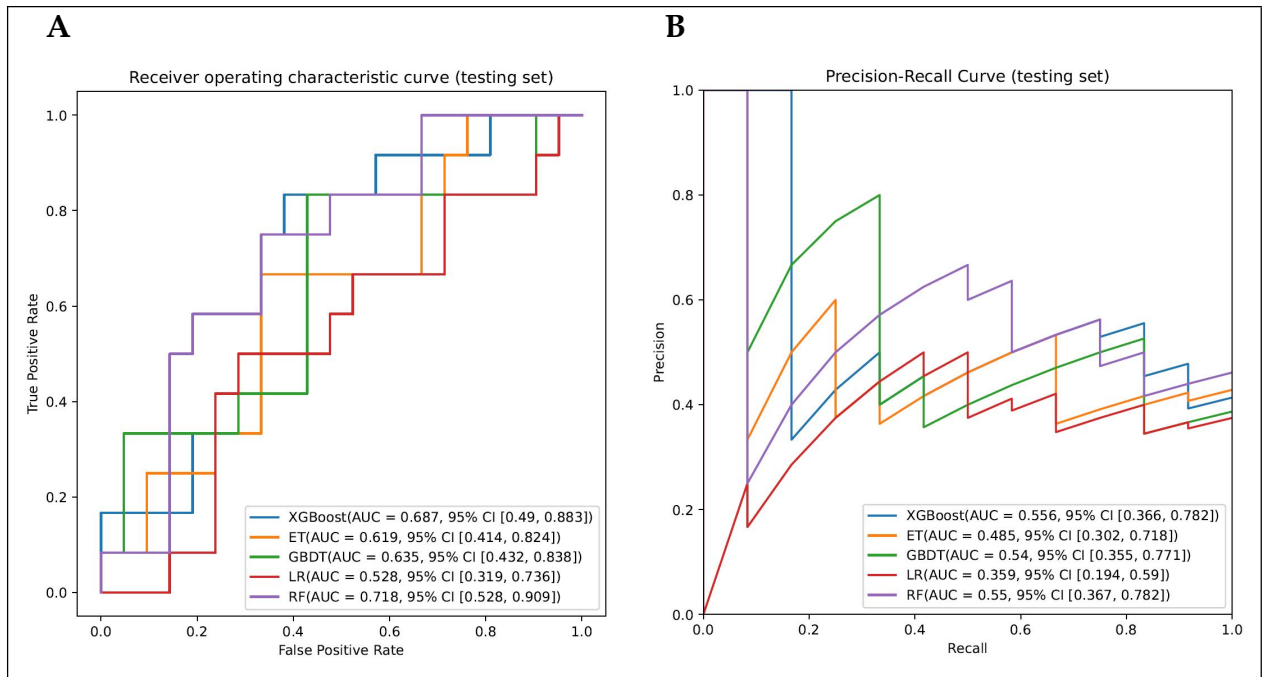 A
Receiver operating characteristic curve (testing set)
True Positive Rate
1.0
0.8
0.6
0.4
0.2
0.0
XGBoost(AUC = 0.687, 95% CI [0.49, 0.883])
ET(AUC = 0.619, 95% CI [0.414, 0.824])
GBDT(AUC = 0.635, 95% CI [0.432, 0.838])
LR(AUC = 0.528, 95% CI [0.319, 0.736])
RF(AUC = 0.718, 95% CI [0.528, 0.909])
0.0 0.2 0.4 0.6 0.8 1.0
False Positive Rate
B
Precision-Recall Curve (testing set)
Precision
1.0
0.8
0.6
0.4
0.2
0.0
XGBoost(AUC = 0.556, 95% CI [0.366, 0.782])
ET(AUC = 0.485, 95% CI [0.302, 0.718])
GBDT(AUC = 0.54, 95% CI [0.355, 0.771])
LR(AUC = 0.359, 95% CI [0.194, 0.59])
RF(AUC = 0.55, 95% CI [0.367, 0.782])
0.0 0.2 0.4 0.6 0.8 1.0
Recall